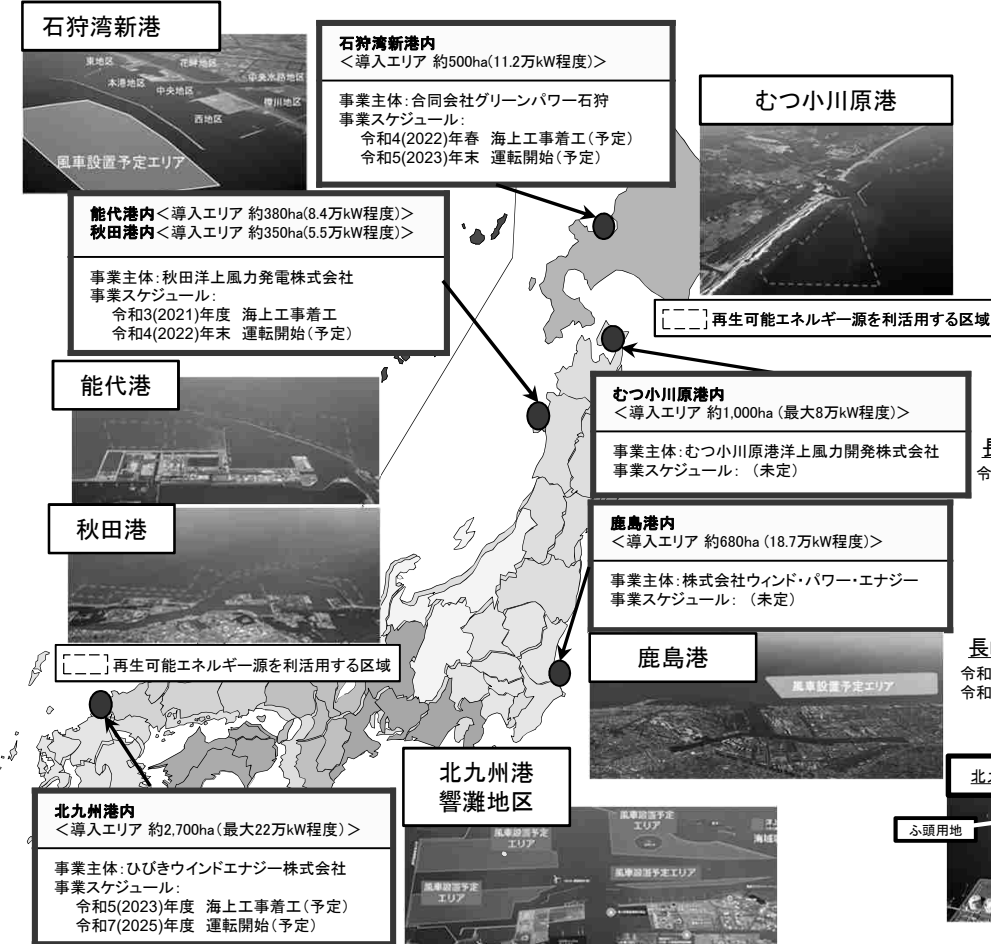 石狩湾新港
東地区
花畔地区
本港地区
中央地区
中央水路地区
樽川地区
西地区
風車設置予定エリア
石狩湾新港内
＜導入エリア 約500ha(11.2万kW程度)＞
事業主体：合同会社グリーンパワー石狩
事業スケジュール：
令和4(2022)年春 海上工事着工(予定)
令和5(2023)年末 運転開始(予定)
むつ小川原港
再生可能エネルギー源を利活用する区域
能代港内＜導入エリア 約380ha(8.4万kW程度)＞
秋田港内＜導入エリア 約350ha(5.5万kW程度)＞
事業主体：秋田洋上風力発電株式会社
事業スケジュール：
令和3(2021)年度 海上工事着工
令和4(2022)年末 運転開始(予定)
能代港
むつ小川原港内
＜導入エリア 約1,000ha (最大8万kW程度)＞
事業主体：むつ小川原港洋上風力開発株式会社
事業スケジュール： (未定)
秋田港
鹿島港内
＜導入エリア 約680ha (18.7万kW程度)＞
事業主体：株式会社ウィンド・パワー・エナジー
事業スケジュール： (未定)
再生可能エネルギー源を利活用する区域
鹿島港
風車設置予定エリア
長
令和
令和
北九州港
響灘地区
風車設置予定
エリア
風車設置予定
エリア
風車設置予定エリア
風車設置予定
エリア
北九州港内
＜導入エリア 約2,700ha(最大22万kW程度)＞
事業主体：ひびきウインドエナジー株式会社
事業スケジュール：
令和5(2023)年度 海上工事着工(予定)
令和7(2025)年度 運転開始(予定)
ふ頭用地